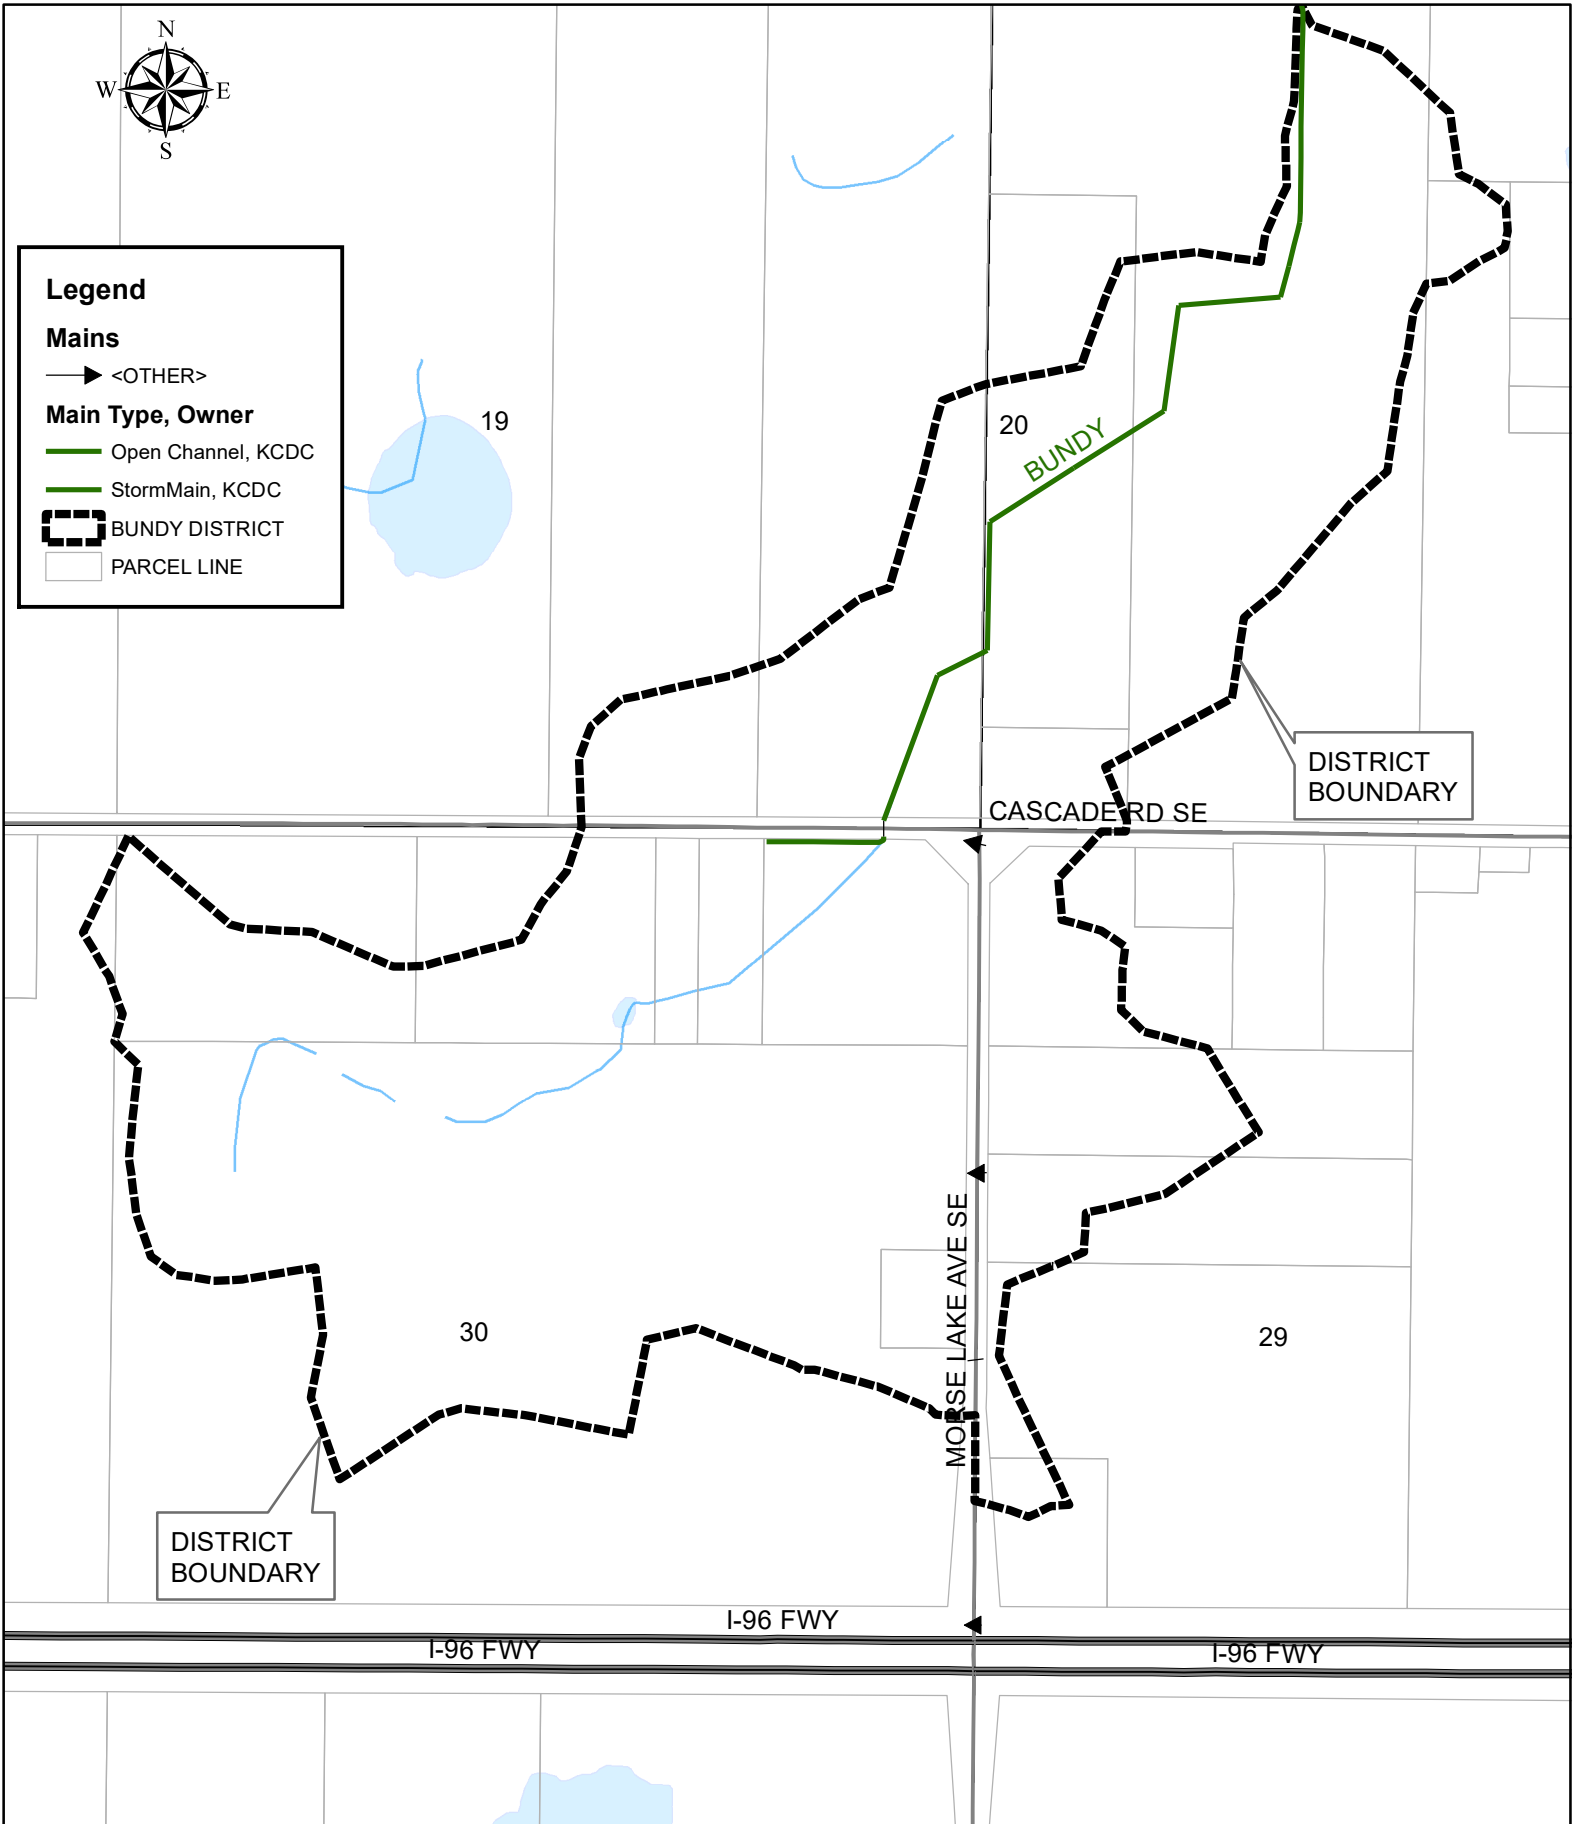 N
W E
S
Legend
Mains
<OTHER>
Main Type, Owner
Open Channel, KCDC
StormMain, KCDC
BUNDY DISTRICT
PARCEL LINE
19
20
BUNDY
DISTRICT
BOUNDARY
CASCADE RD SE
MORSE LAKE AVE SE
30
29
DISTRICT
BOUNDARY
I-96 FWY
I-96 FWY
I-96 FWY